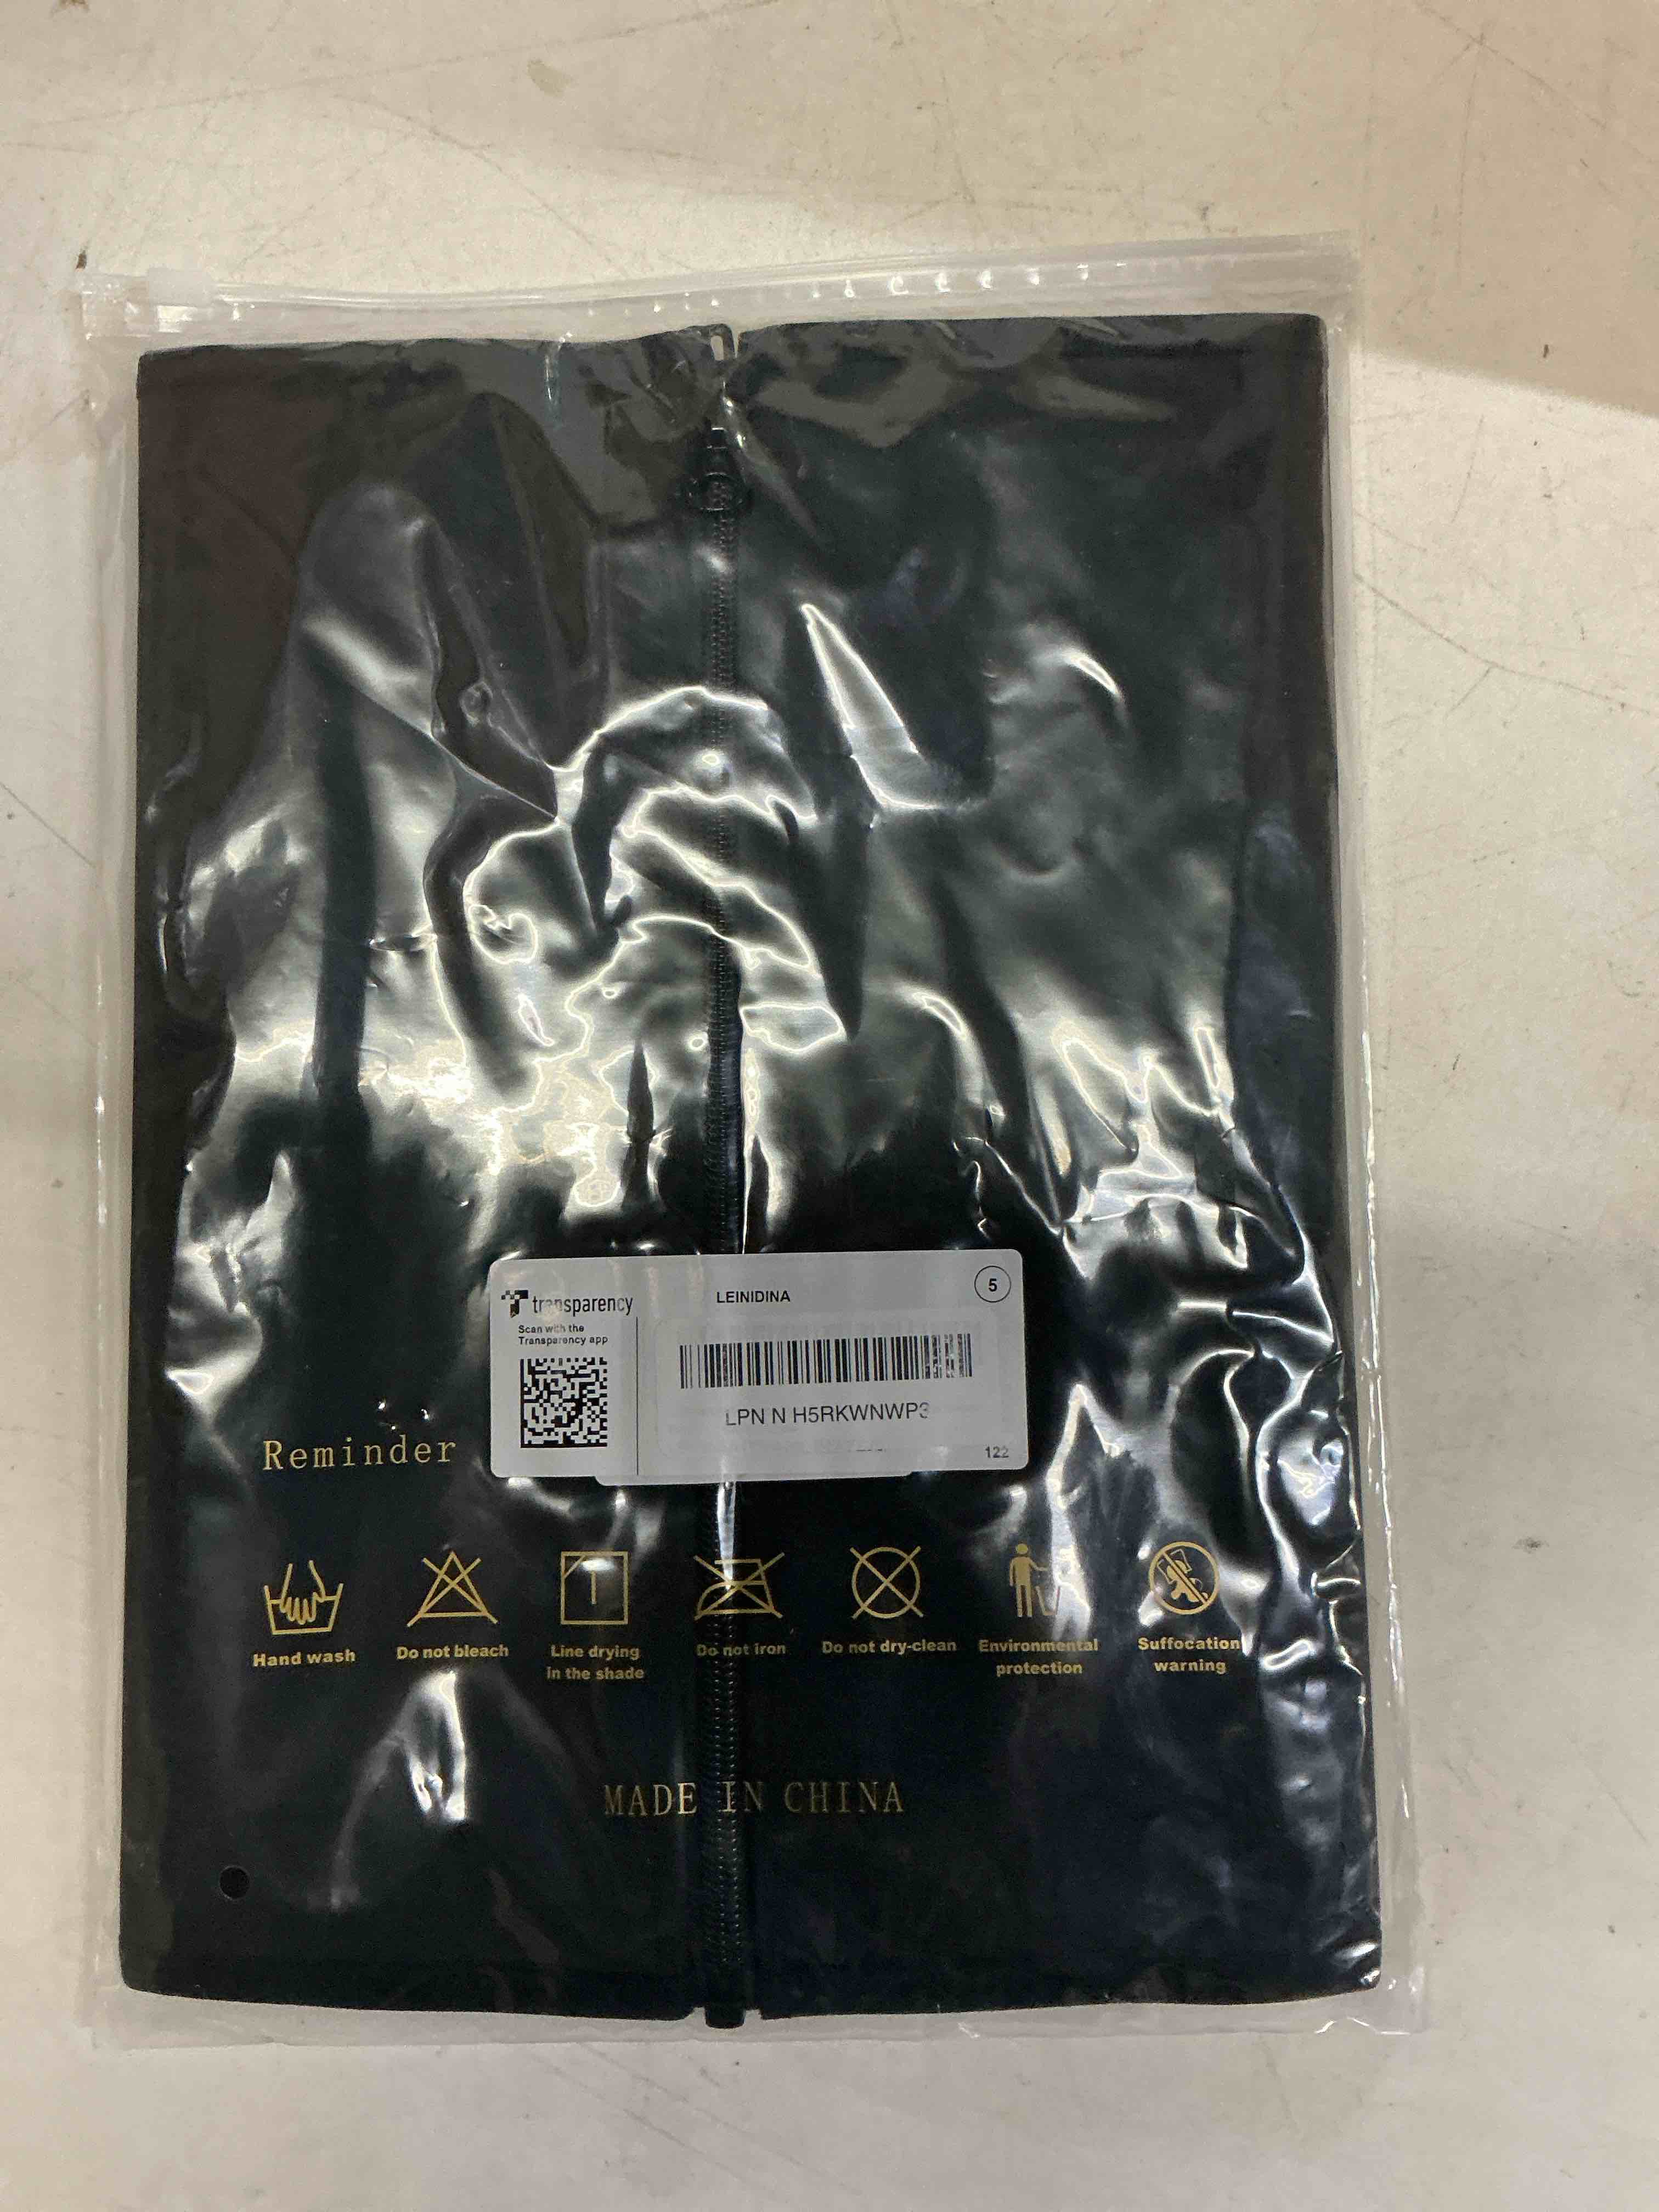 transparency
Scan with the
Transparency app
LEINIDINA
5
LPN N H5RKWNWP3
122
Reminder
Hand wash
Do not bleach
Line drying
in the shade
Do not iron
Do not dry-clean
Environmental
protection
Suffocation
warning
MADE IN CHINA